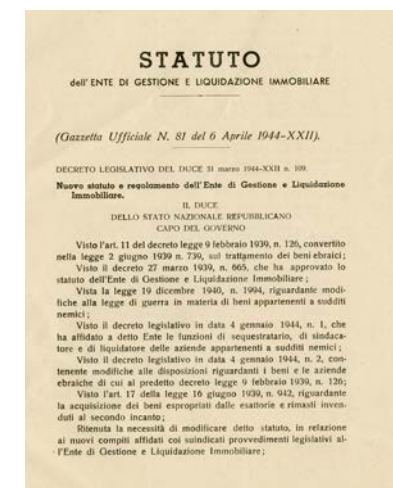 STATUTO
dell'ENTE DI GESTIONE E LIQUIDAZIONE IMMOBILIARE
(Gazzetta Ufficiale N. 81 del 6 Aprile 1944-XXII).
DECRETO LEGISLATIVO DEL DUCE 31 marzo 1944-XXII n. 109.
Nuovo statuto e regolamento dell'Ente di Gestione e Liquidazione
Immobiliare.
IL DUCE
DELLO STATO NAZIONALE REPUBBLICANO
CAPO DEL GOVERNO
Visto l'art. 11 del decreto legge 9 febbraio 1939, n. 126, convertito
nella legge 2 giugno 1939 n. 739, sul trattamento dei beni ebraici;
Visto il decreto 27 marzo 1939, n. 665, che ha approvato lo
statuto dell'Ente di Gestione e Liquidazione Immobiliare;
Vista la legge 19 dicembre 1940, n. 1994, riguardante modi-
fiche alla legge di guerra in materia di beni appartenenti a sudditi
nemici;
Visto il decreto legislativo in data 4 gennaio 1944, n. 1, che
ha affidato a detto Ente le funzioni di sequestratario, di sindaca-
tore e di liquidatore delle aziende appartenenti a sudditi nemici;
Visto il decreto legislativo in data 4 gennaio 1944, n. 2, con-
tenente modifiche alle disposizioni riguardanti i beni e le aziende
ebraiche di cui al predetto decreto legge 9 febbraio 1939, n. 126;
Visto l'art. 17 della legge 16 giugno 1939, n. 942, riguardante
la acquisizione dei beni espropriati dalle esattorie e rimasti inven-
duti al secondo incanto;
Ritenuta la necessità di modificare detto statuto, in relazione
ai nuovi compiti affidati coi suindicati provvedimenti legislativi al-
l'Ente di Gestione e Liquidazione Immobiliare;